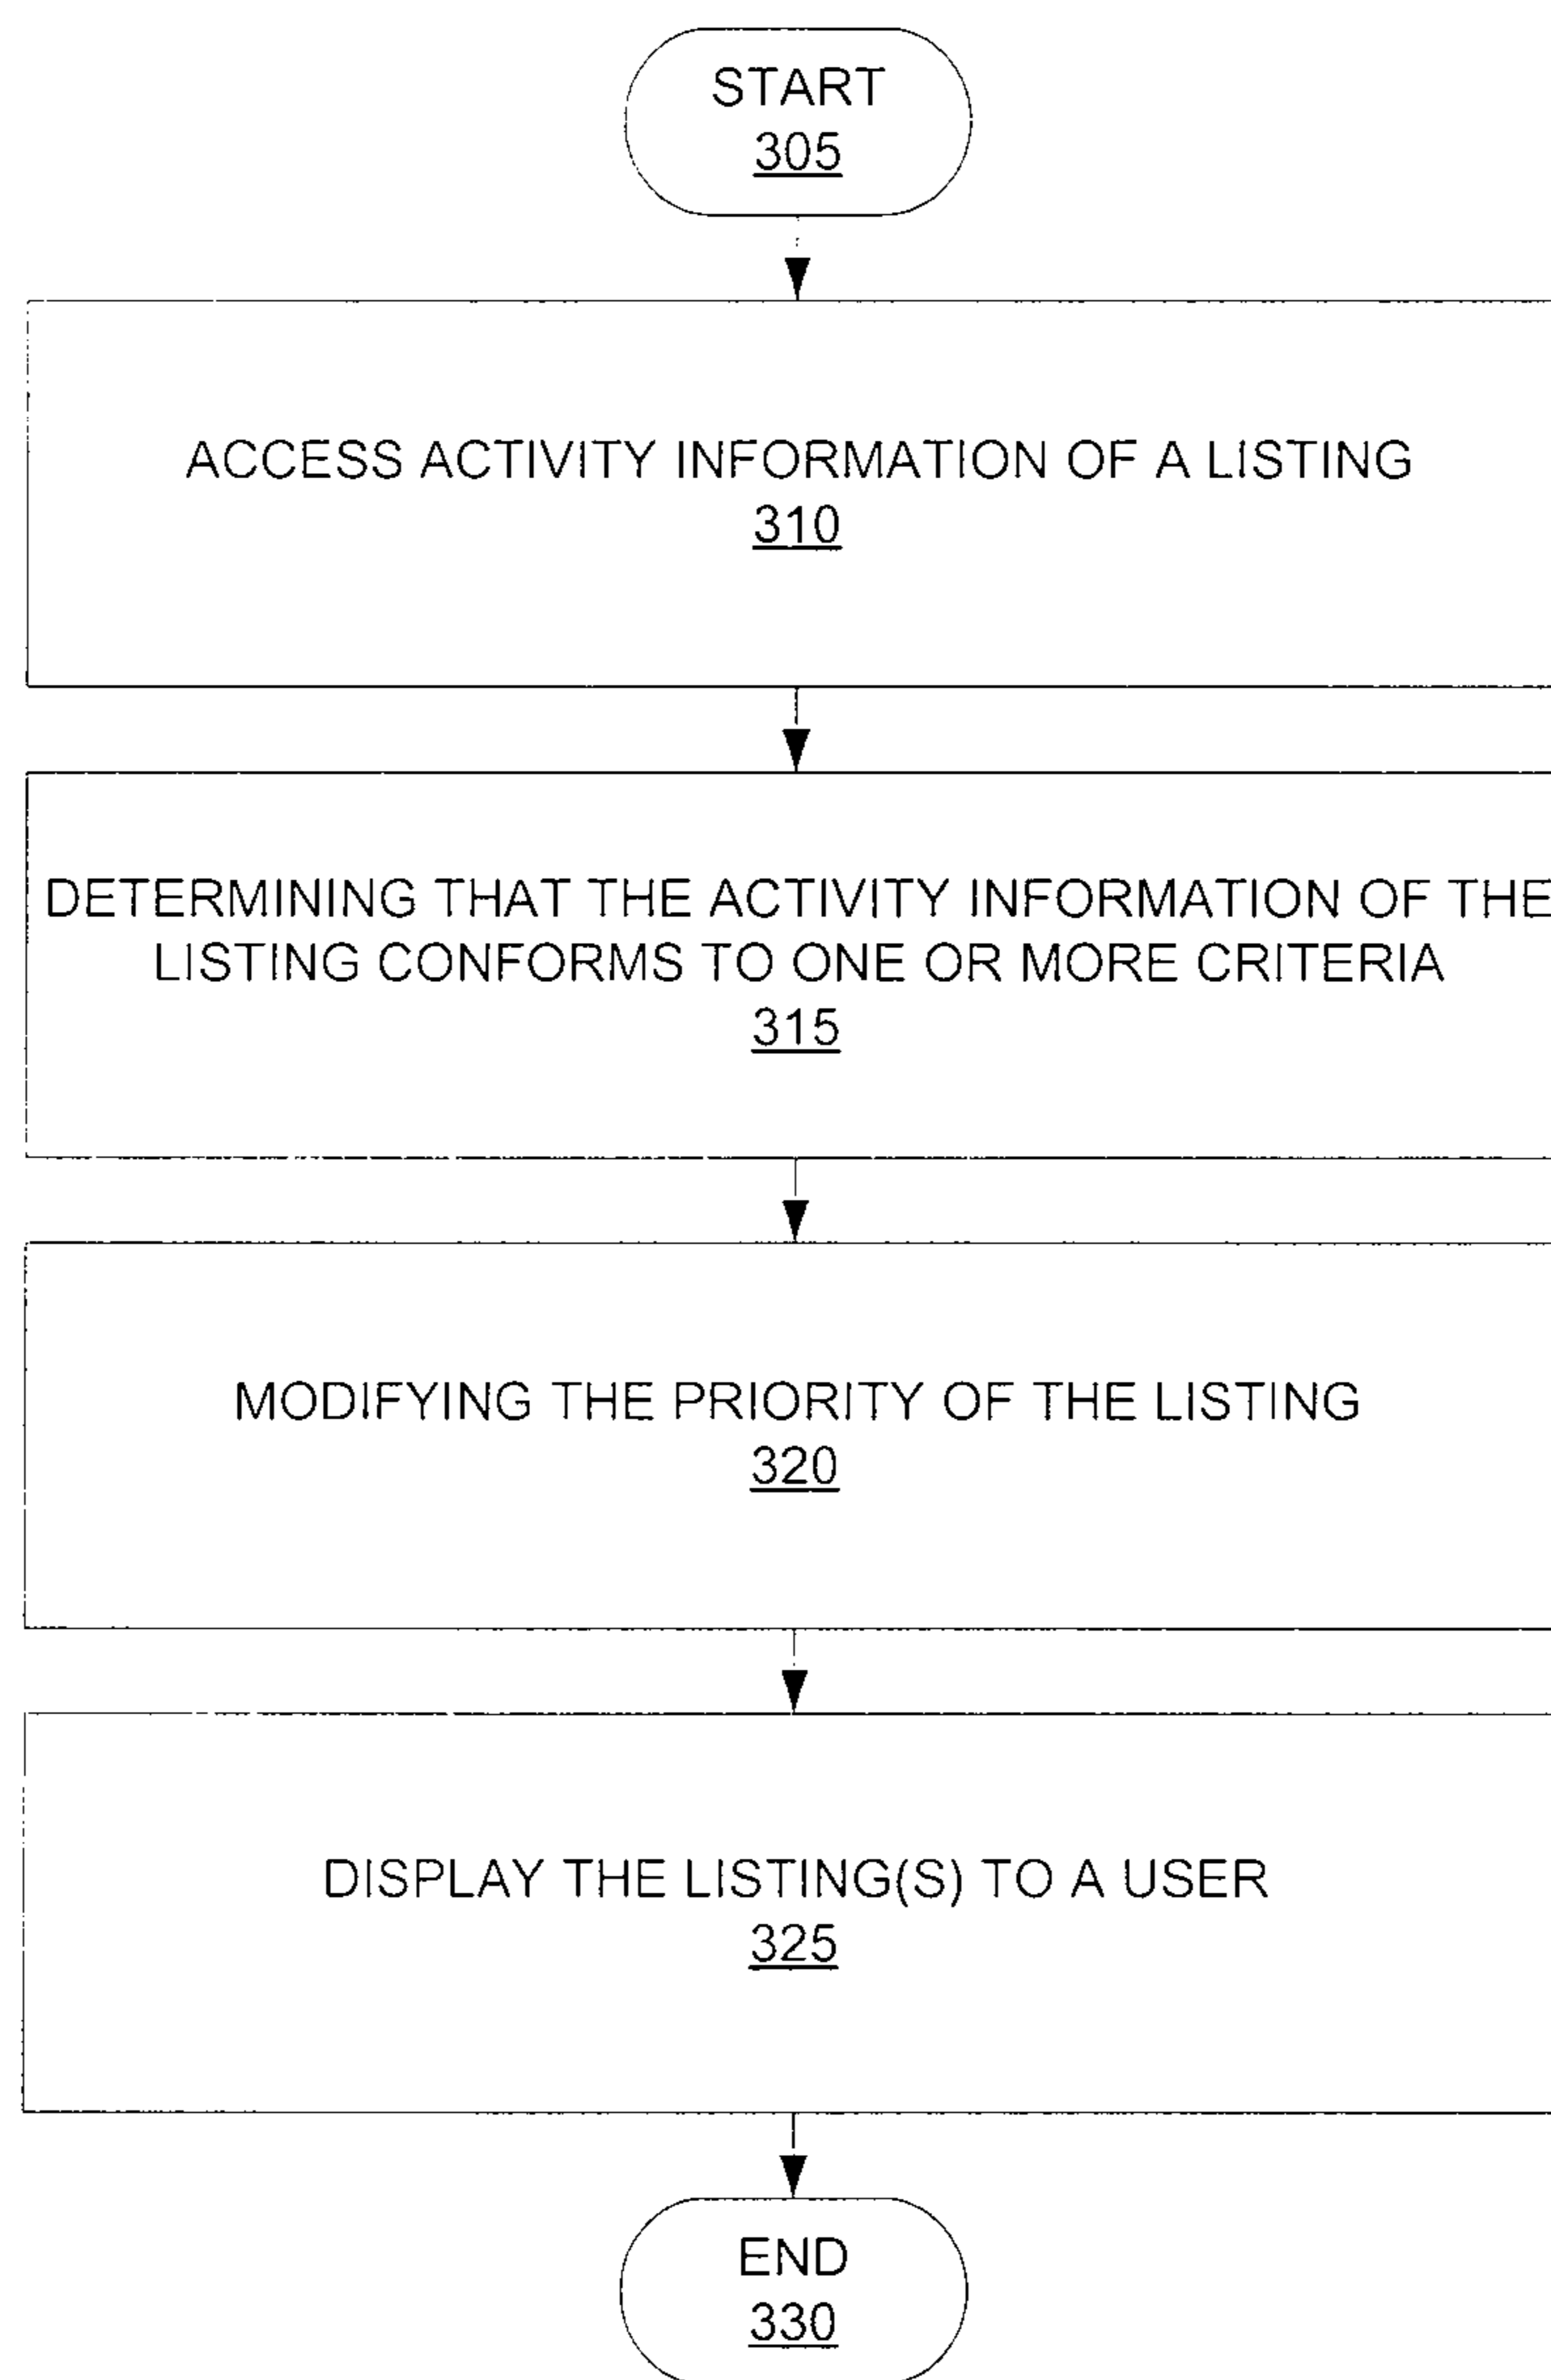 START
305
ACCESS ACTIVITY INFORMATION OF A LISTING
310
DETERMINING THAT THE ACTIVITY INFORMATION OF THE
LISTING CONFORMS TO ONE OR MORE CRITERIA
315
MODIFYING THE PRIORITY OF THE LISTING
320
DISPLAY THE LISTING(S) TO A USER
325
END
330